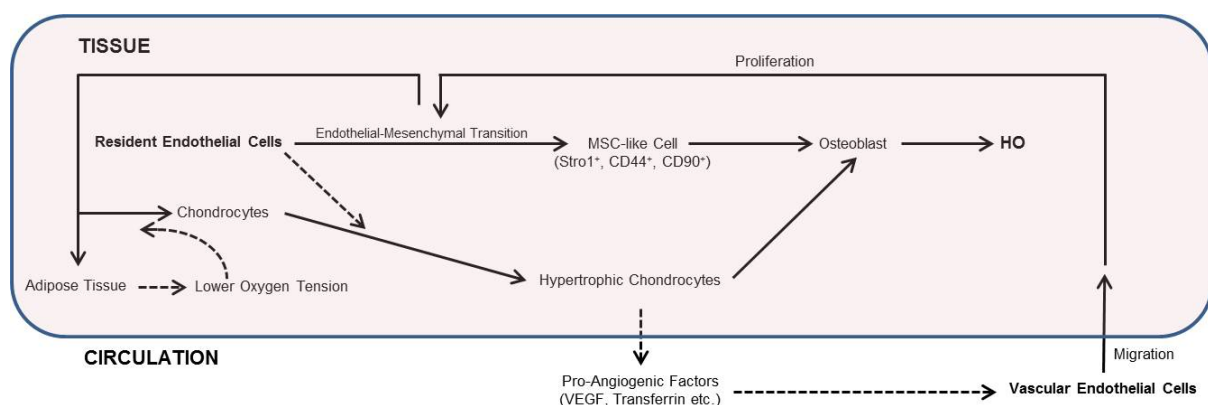 TISSUE
Proliferation
Resident Endothelial Cells
Endothelial-Mesenchymal Transition
MSC-like Cell
(Stro1⁺, CD44⁺, CD90⁺)
Osteoblast
HO
Chondrocytes
Adipose Tissue
Lower Oxygen Tension
Hypertrophic Chondrocytes
CIRCULATION
Migration
Pro-Angiogenic Factors
(VEGF, Transferrin etc.)
Vascular Endothelial Cells